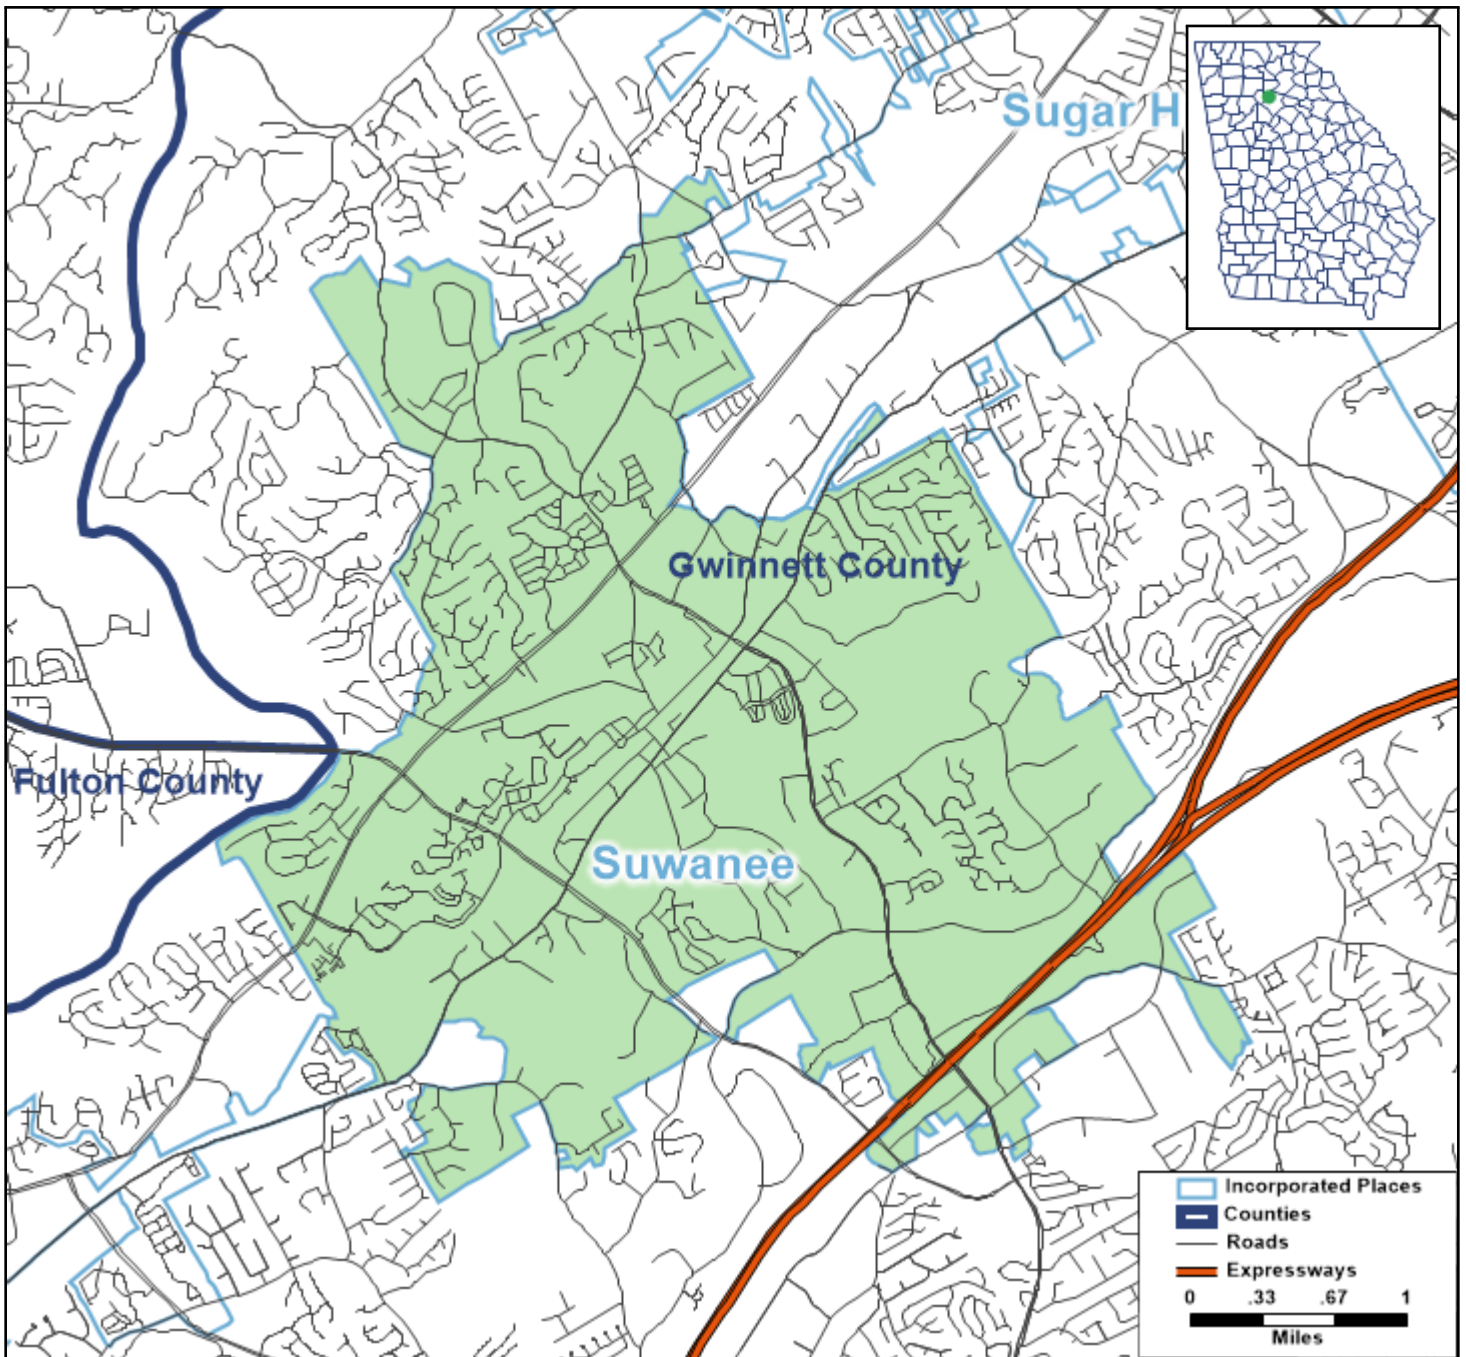 Sugar H
Gwinnett County
Fulton County
Suwanee
Incorporated Places
Counties
Roads
Expressways
0 .33 .67 1
Miles